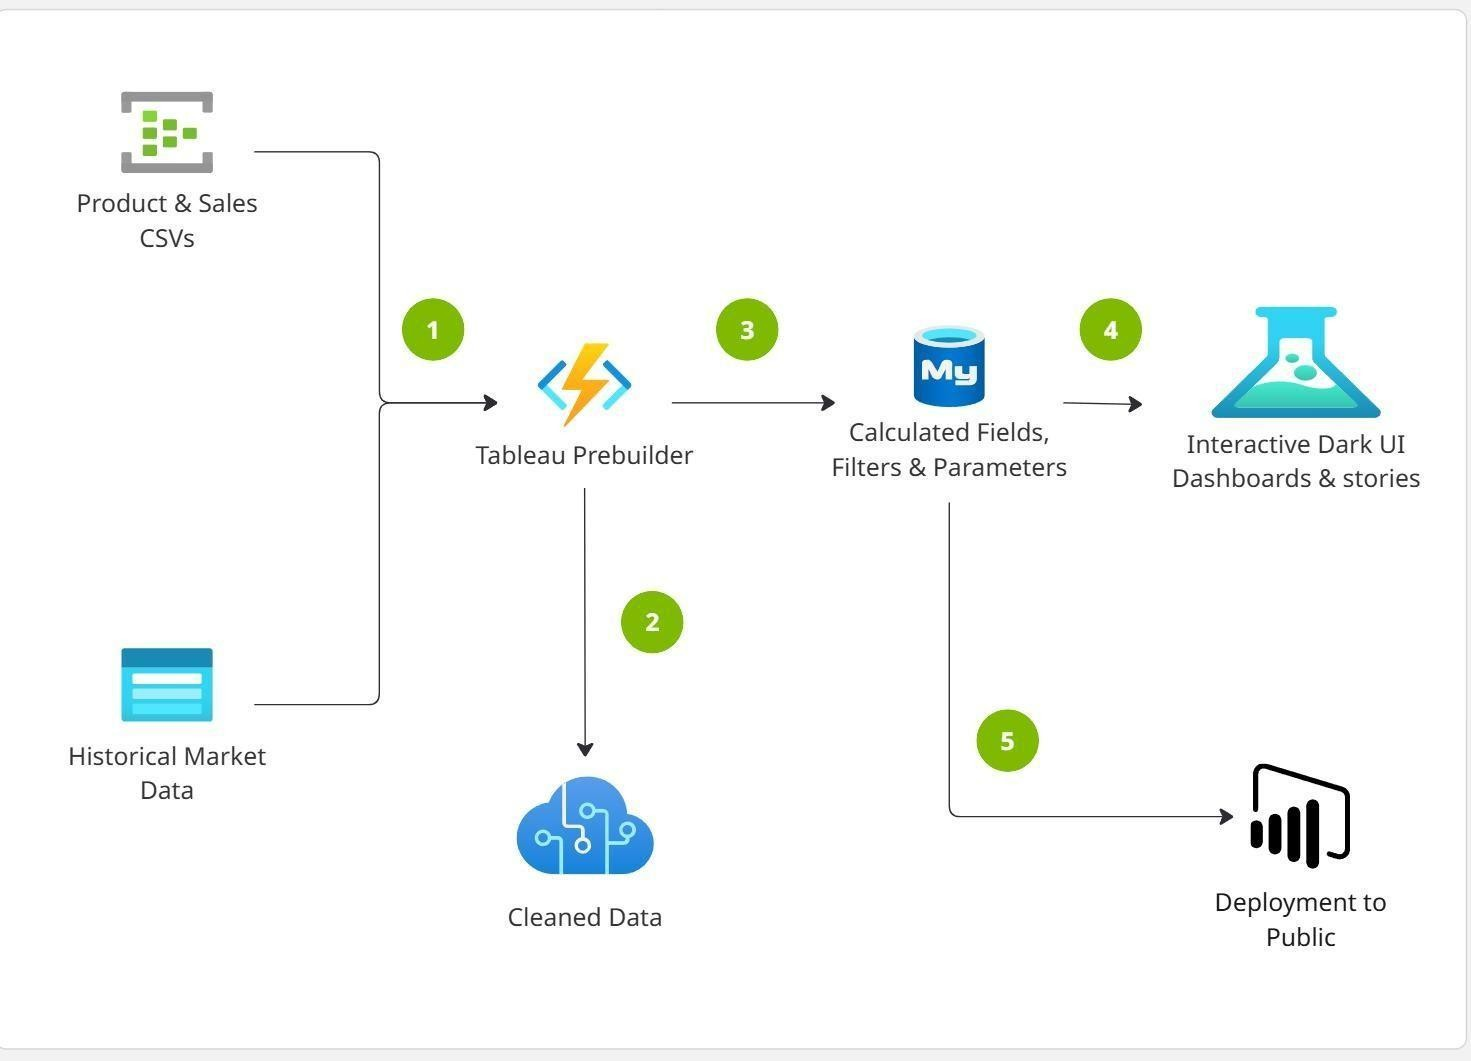 Product & Sales
CSVs
1
3
4
My
Tableau Prebuilder
Calculated Fields,
Filters & Parameters
Interactive Dark UI
Dashboards & stories
2
Historical Market
Data
5
Cleaned Data
Deployment to
Public